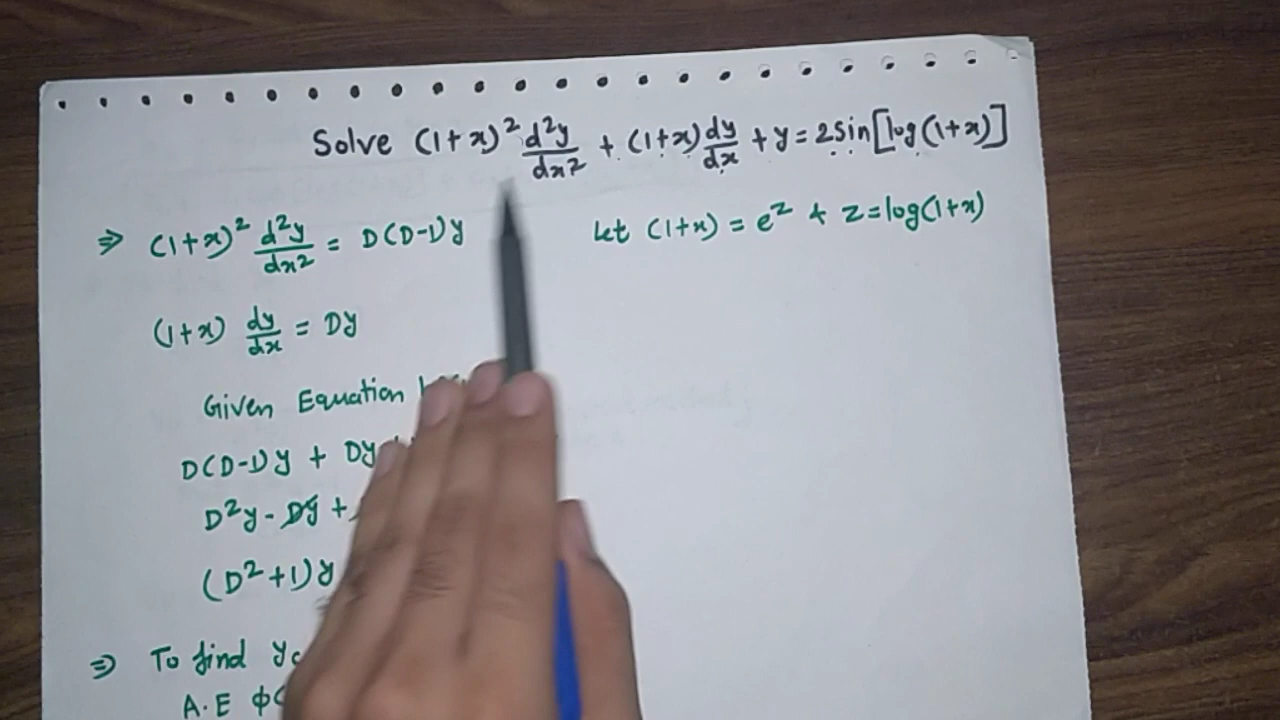 Solve (1+x)² d²y/dx² + (1+x) dy/dx + y = 2sin[log(1+x)]
⇒ (1+x)² d²y/dx² = D(D-1)y let (1+x) = e^z & z=log(1+x)
(1+x) dy/dx = Dy
Given Equation
D(D-1)y + Dy
D²y - Dy +
(D²+1)y
⇒ To find yc
A.E